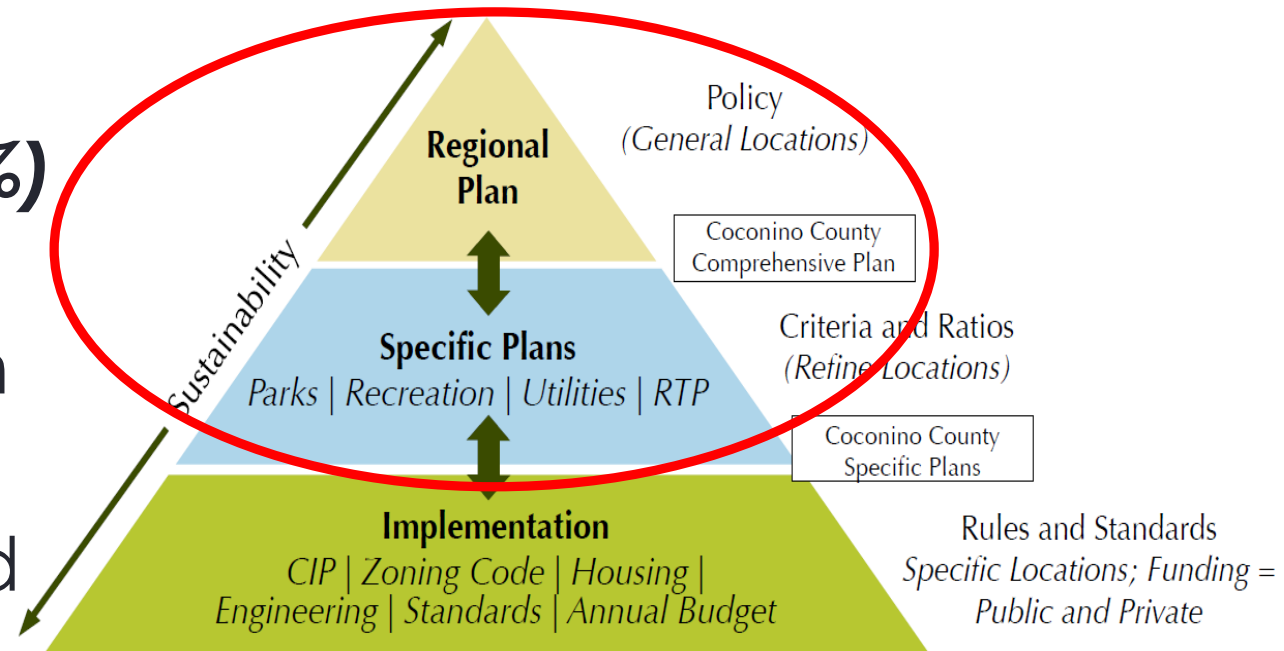 %)
n
d
Sustainability
Regional
Plan
Policy
(General Locations)
Coconino County
Comprehensive Plan
Specific Plans
Parks | Recreation | Utilities | RTP
Criteria and Ratios
(Refine Locations)
Coconino County
Specific Plans
Implementation
CIP | Zoning Code | Housing |
Engineering | Standards | Annual Budget
Rules and Standards
Specific Locations; Funding =
Public and Private